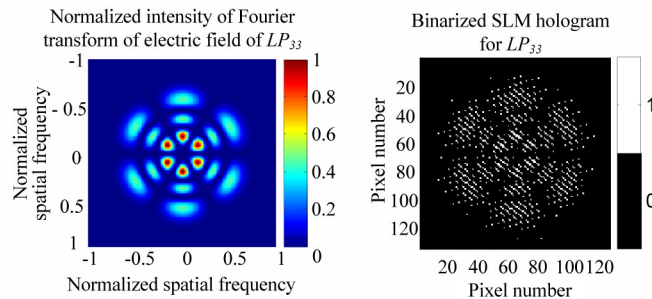 Normalized intensity of Fourier
transform of electric field of LP33
-1
- 0.5
0
0.5
1
-1
-0.5
0
0.5
1
Normalized
spatial frequency
Normalized spatial frequency
1
0.8
0.6
0.4
0.2
0
Binarized SLM hologram
for LP33
20
40
60
80
100
120
20 40 60 80 100 120
Pixel number
Pixel number
1
0